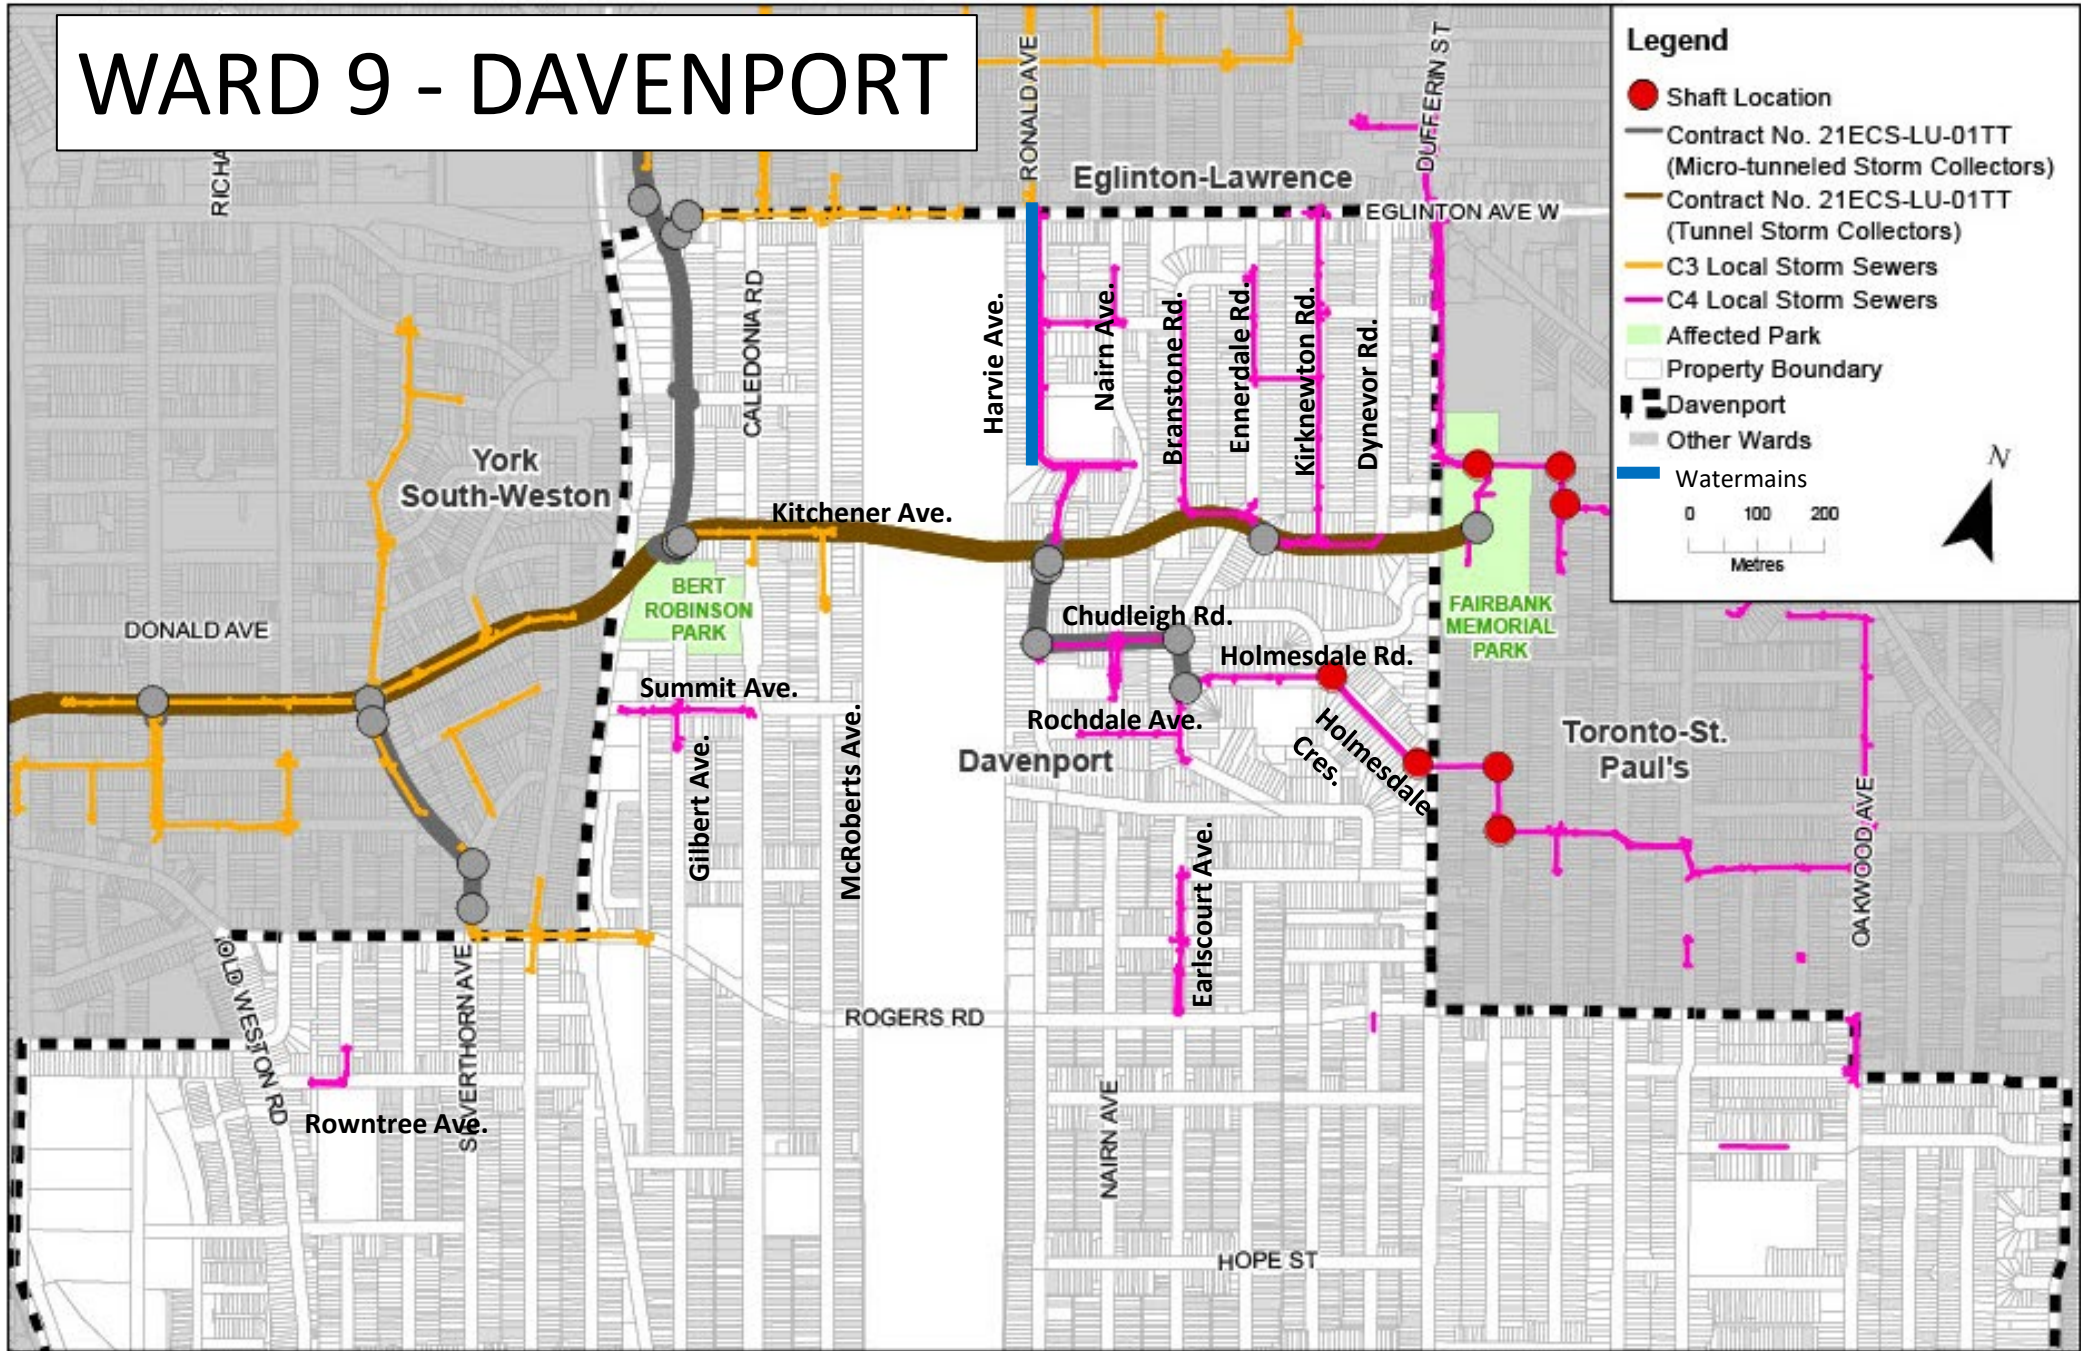 WARD 9 - DAVENPORT
RICHA
RONALD AVE
DUFFERIN ST
Eglinton-Lawrence
EGLINTON AVE W
Legend
Shaft Location
Contract No. 21ECS-LU-01TT
(Micro-tunneled Storm Collectors)
Contract No. 21ECS-LU-01TT
(Tunnel Storm Collectors)
C3 Local Storm Sewers
C4 Local Storm Sewers
Affected Park
Property Boundary
Davenport
Other Wards
Watermains
0 100 200
Metres
N
CALEDONIA RD
Harvie Ave.
Nairn Ave.
Branstone Rd.
Ennerdale Rd.
Kirknewton Rd.
Dynevor Rd.
York
South-Weston
Kitchener Ave.
BERT
ROBINSON
PARK
DONALD AVE
Chudleigh Rd.
FAIRBANK
MEMORIAL
PARK
Holmesdale Rd.
Summit Ave.
Rochdale Ave.
Holmesdale
Cres.
Davenport
Toronto-St.
Paul's
Gilbert Ave.
McRoberts Ave.
Earlscourt Ave.
OAKWOOD AVE
OLD WESTON RD
SILVERTHORN AVE
ROGERS RD
Rowntree Ave.
NAIRN AVE
HOPE ST